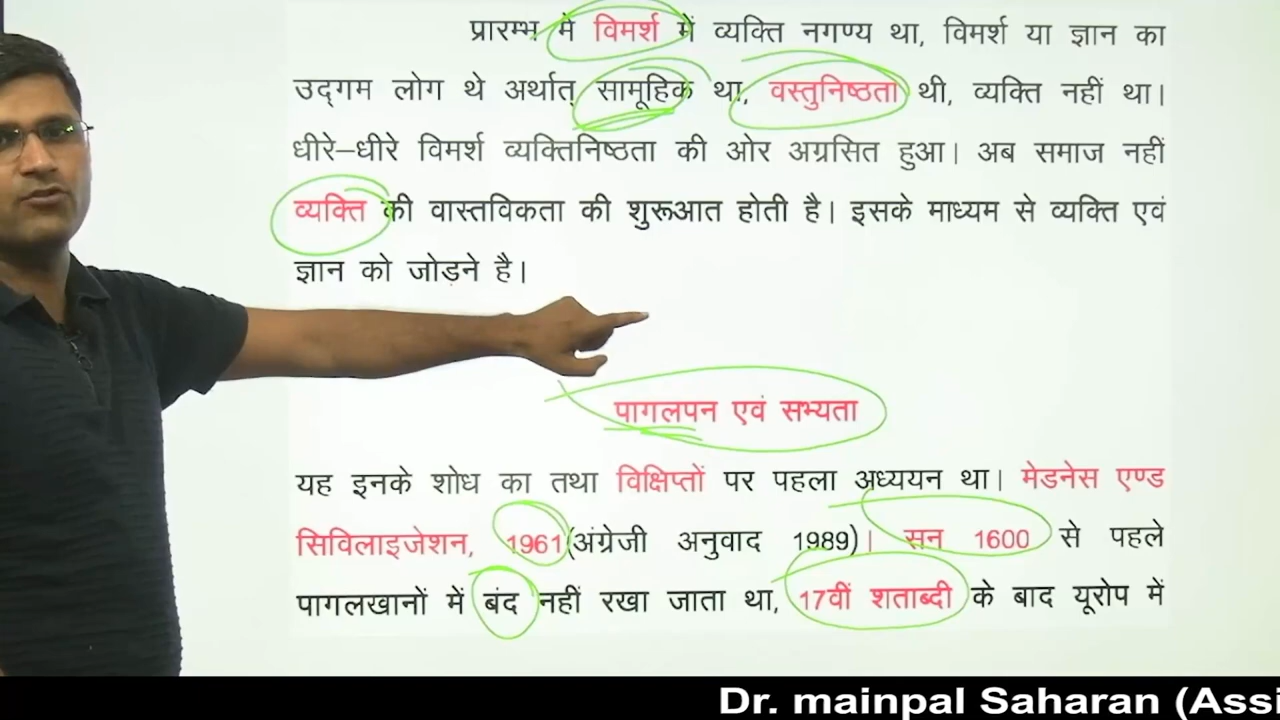 प्रारम्भ में विमर्श में व्यक्ति नगण्य था, विमर्श या ज्ञान का
उद्गम लोग थे अर्थात् सामूहिक था, वस्तुनिष्ठता थी, व्यक्ति नहीं था।
धीरे–धीरे विमर्श व्यक्तिनिष्ठता की ओर अग्रसित हुआ। अब समाज नहीं
व्यक्ति की वास्तविकता की शुरूआत होती है। इसके माध्यम से व्यक्ति एवं
ज्ञान को जोड़ने है।
पागलपन एवं सभ्यता
यह इनके शोध का तथा विक्षिप्तों पर पहला अध्ययन था। मेडनेस एण्ड
सिविलाइजेशन, 1961(अंग्रेजी अनुवाद 1989)। सन 1600 से पहले
पागलखानों में बंद नहीं रखा जाता था, 17वीं शताब्दी के बाद यूरोप में
Dr. mainpal Saharan (Assi